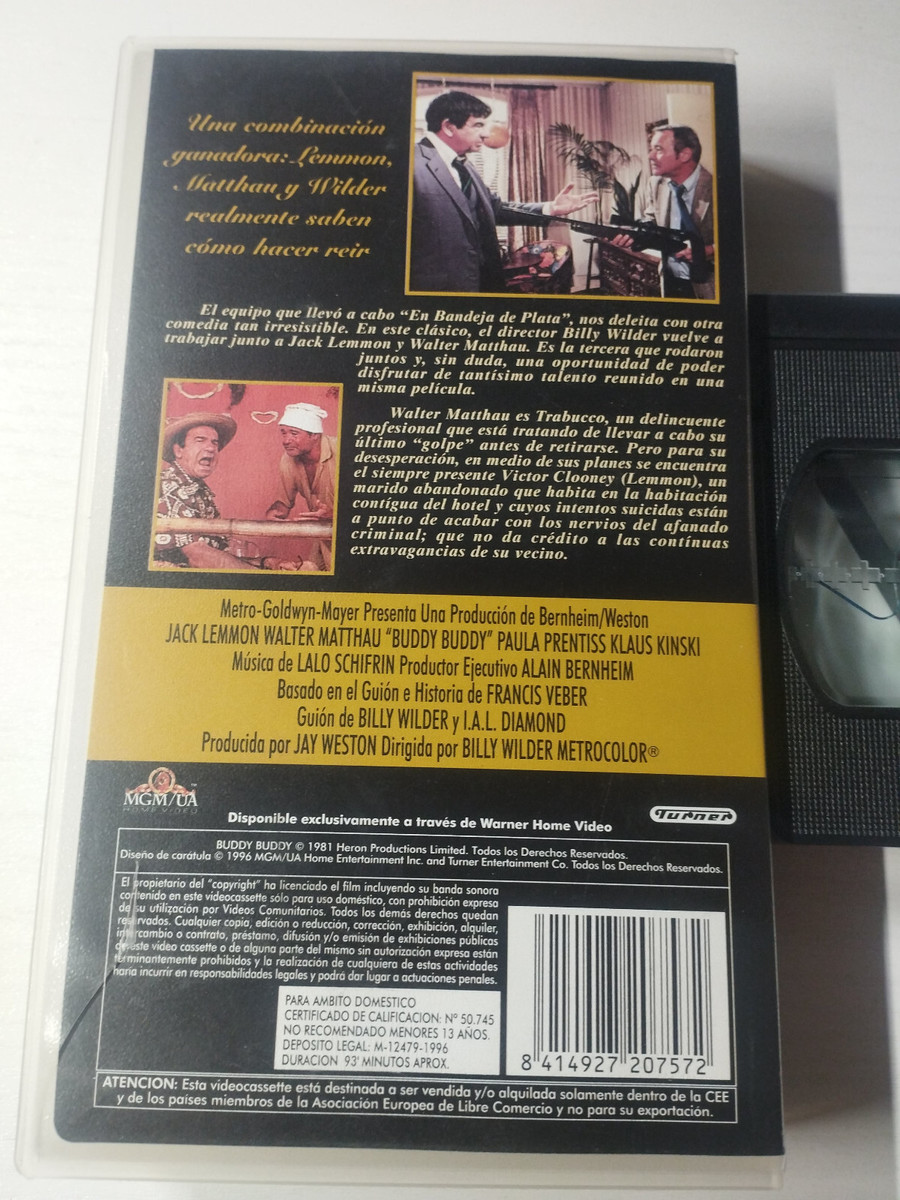 Una combinación
ganadora: Lemmon,
Matthau y Wilder
realmente saben
cómo hacer reir
El equipo que llevó a cabo “En Bandeja de Plata”, nos deleita con otra
comedia tan irresistible. En este clásico, el director Billy Wilder vuelve a
trabajar junto a Jack Lemmon y Walter Matthau. Es la tercera que rodaron
juntos y, sin duda, una oportunidad de poder
disfrutar de tantísimo talento reunido en una
misma película.
Walter Matthau es Trabucco, un delincuente
profesional que está tratando de llevar a cabo su
último “golpe” antes de retirarse. Pero para su
desesperación, en medio de sus planes se encuentra
el siempre presente Victor Clooney (Lemmon), un
marido abandonado que habita en la habitación
contígua del hotel y cuyos intentos suicidas están
a punto de acabar con los nervios del afanado
criminal; que no da crédito a las contínuas
extravagancias de su vecino.
Metro-Goldwyn-Mayer Presenta Una Producción de Bernheim/Weston
JACK LEMMON WALTER MATTHAU “BUDDY BUDDY” PAULA PRENTISS KLAUS KINSKI
Música de LALO SCHIFRIN Productor Ejecutivo ALAIN BERNHEIM
Basado en el Guión e Historia de FRANCIS VEBER
Guión de BILLY WILDER y I.A.L. DIAMOND
Producida por JAY WESTON Dirigida por BILLY WILDER METROCOLOR®
MGM/UA
HOME VIDEO
Disponible exclusivamente a través de Warner Home Video
Turner
BUDDY BUDDY © 1981 Heron Productions Limited. Todos los Derechos Reservados.
Diseño de carátula © 1996 MGM/UA Home Entertainment Inc. and Turner Entertainment Co. Todos los Derechos Reservados.
El propietario del “copyright” ha licenciado el film incluyendo su banda sonora
contenido en este videocassette sólo para uso doméstico, con prohibición expresa
de su utilización por Videos Comunitarios. Todos los demás derechos quedan
reservados. Cualquier copia, edición o reducción, corrección, exhibición, alquiler,
intercambio o contrato, préstamo, difusión y/o emisión de exhibiciones publicas
de este video cassette o de alguna parte del mismo sin autorización expresa están
terminantemente prohibidos y la realización de cualquiera de estas actividades
haria incurrir en responsabilidades legales y podrá dar lugar a actuaciones penales.
PARA AMBITO DOMESTICO
CERTIFICADO DE CALIFICACION: Nº 50.745
NO RECOMENDADO MENORES 13 AÑOS.
DEPOSITO LEGAL: M-12479-1996
DURACION 93' MINUTOS APROX.
8 414927 207572
ATENCION: Esta videocassette está destinada a ser vendida y/o alquilada solamente dentro de la CEE
y de los países miembros de la Asociación Europea de Libre Comercio y no para su exportación.